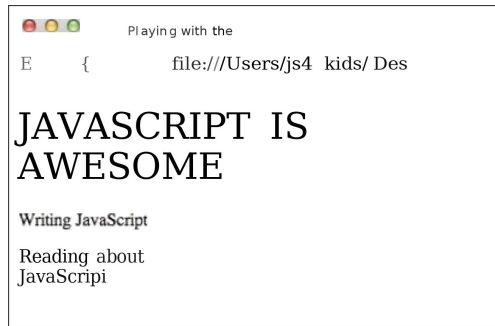 Playing with the
E { file:///Users/js4 kids/ Des
JAVASCRIPT IS
AWESOME
Writing JavaScript
Reading about
JavaScripi